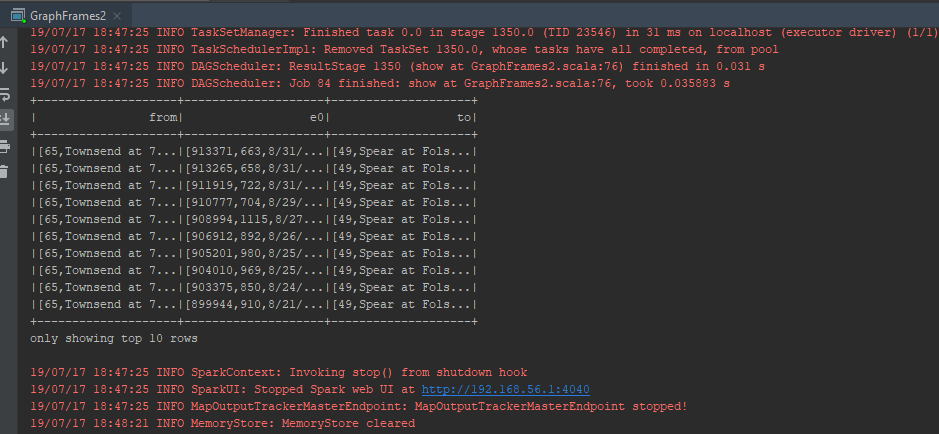 GraphFrames2
19/07/17 18:47:25 INFO TaskSetManager: Finished task 0.0 in stage 1350.0 (TID 23546) in 31 ms on localhost (executor driver) (1/1)
19/07/17 18:47:25 INFO TaskSchedulerImpl: Removed TaskSet 1350.0, whose tasks have all completed, from pool
19/07/17 18:47:25 INFO DAGScheduler: ResultStage 1350 (show at GraphFrames2.scala:76) finished in 0.031 s
19/07/17 18:47:25 INFO DAGScheduler: Job 84 finished: show at GraphFrames2.scala:76, took 0.035883 s
+--------------------+--------------------+--------------------+
|                from|                  e0|                  to|
+--------------------+--------------------+--------------------+
|[65,Townsend at 7...|[913371,663,8/31/...|[49,Spear at Fols...|
|[65,Townsend at 7...|[913265,658,8/31/...|[49,Spear at Fols...|
|[65,Townsend at 7...|[911919,722,8/31/...|[49,Spear at Fols...|
|[65,Townsend at 7...|[910777,704,8/29/...|[49,Spear at Fols...|
|[65,Townsend at 7...|[908994,1115,8/27...|[49,Spear at Fols...|
|[65,Townsend at 7...|[906912,892,8/26/...|[49,Spear at Fols...|
|[65,Townsend at 7...|[905201,980,8/25/...|[49,Spear at Fols...|
|[65,Townsend at 7...|[904010,969,8/25/...|[49,Spear at Fols...|
|[65,Townsend at 7...|[903375,850,8/24/...|[49,Spear at Fols...|
|[65,Townsend at 7...|[899944,910,8/21/...|[49,Spear at Fols...|
+--------------------+--------------------+--------------------+
only showing top 10 rows
19/07/17 18:47:25 INFO SparkContext: Invoking stop() from shutdown hook
19/07/17 18:47:25 INFO SparkUI: Stopped Spark web UI at http://192.168.56.1:4040
19/07/17 18:47:25 INFO MapOutputTrackerMasterEndpoint: MapOutputTrackerMasterEndpoint stopped!
19/07/17 18:48:21 INFO MemoryStore: MemoryStore cleared